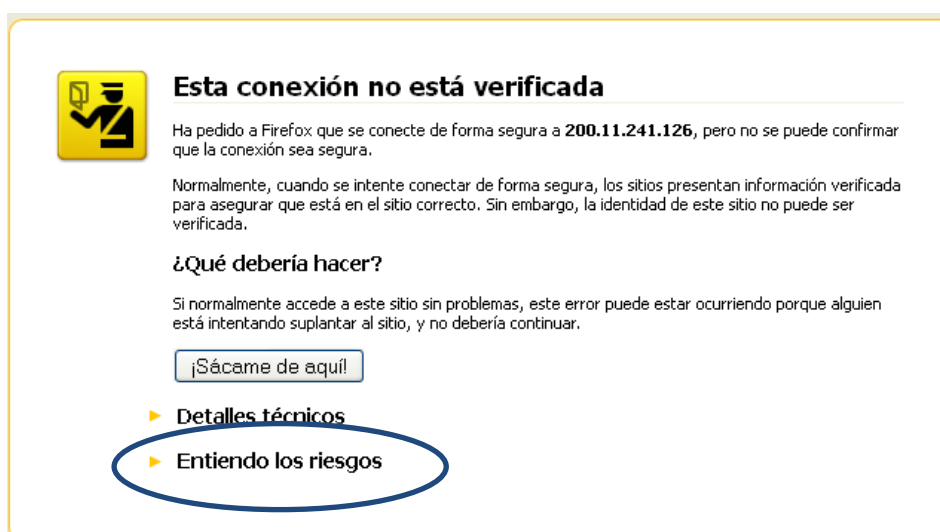 Esta conexión no está verificada
Ha pedido a Firefox que se conecte de forma segura a 200.11.241.126, pero no se puede confirmar
que la conexión sea segura.
Normalmente, cuando se intente conectar de forma segura, los sitios presentan información verificada
para asegurar que está en el sitio correcto. Sin embargo, la identidad de este sitio no puede ser
verificada.
¿Qué debería hacer?
Si normalmente accede a este sitio sin problemas, este error puede estar ocurriendo porque alguien
está intentando suplantar al sitio, y no debería continuar.
¡Sácame de aquí!
Detalles técnicos
Entiendo los riesgos